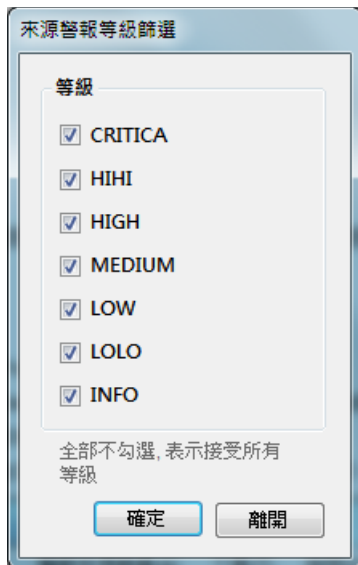 來源警報等級篩選
等級
CRITICA
HIHI
HIGH
MEDIUM
LOW
LOLO
INFO
全部不勾選, 表示接受所有
等級
確定
離開